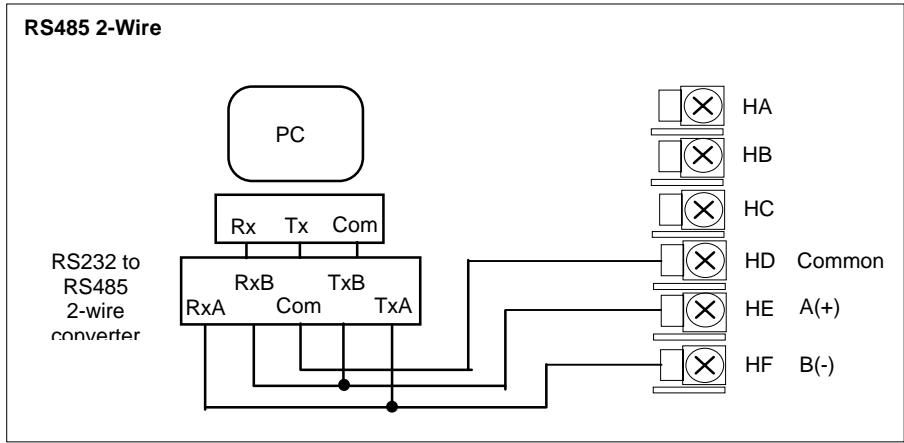 RS485 2-Wire
PC
Rx Tx Com
RS232 to
RS485
2-wire
converter
RxB TxB
RxA Com TxA
HA
HB
HC
HD Common
HE A(+)
HF B(-)